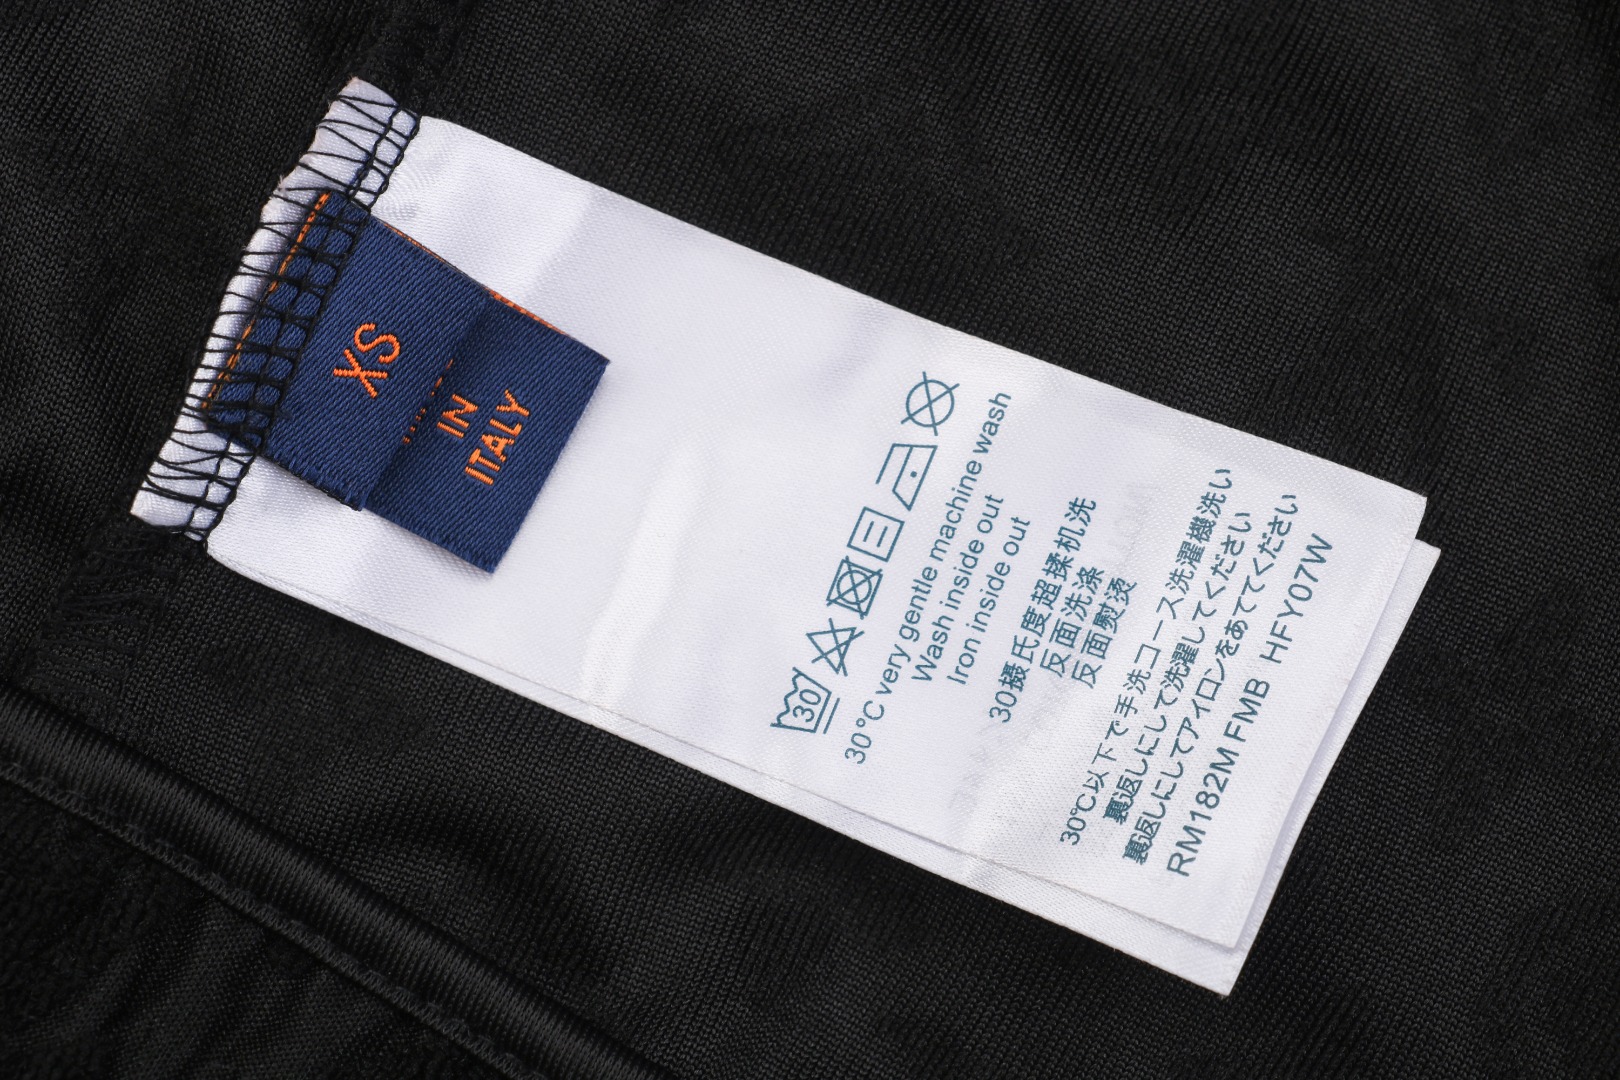 XS
IN
ITALY
30
30°C very gentle machine wash
Wash inside out
Iron inside out
30摄氏度超揉机洗
反面洗涤
反面熨烫
30℃以下で手洗コース洗濯機洗い
裏返しにして洗濯してください
裏返しにしてアイロンをあててください
RM182M FMB HFY07W